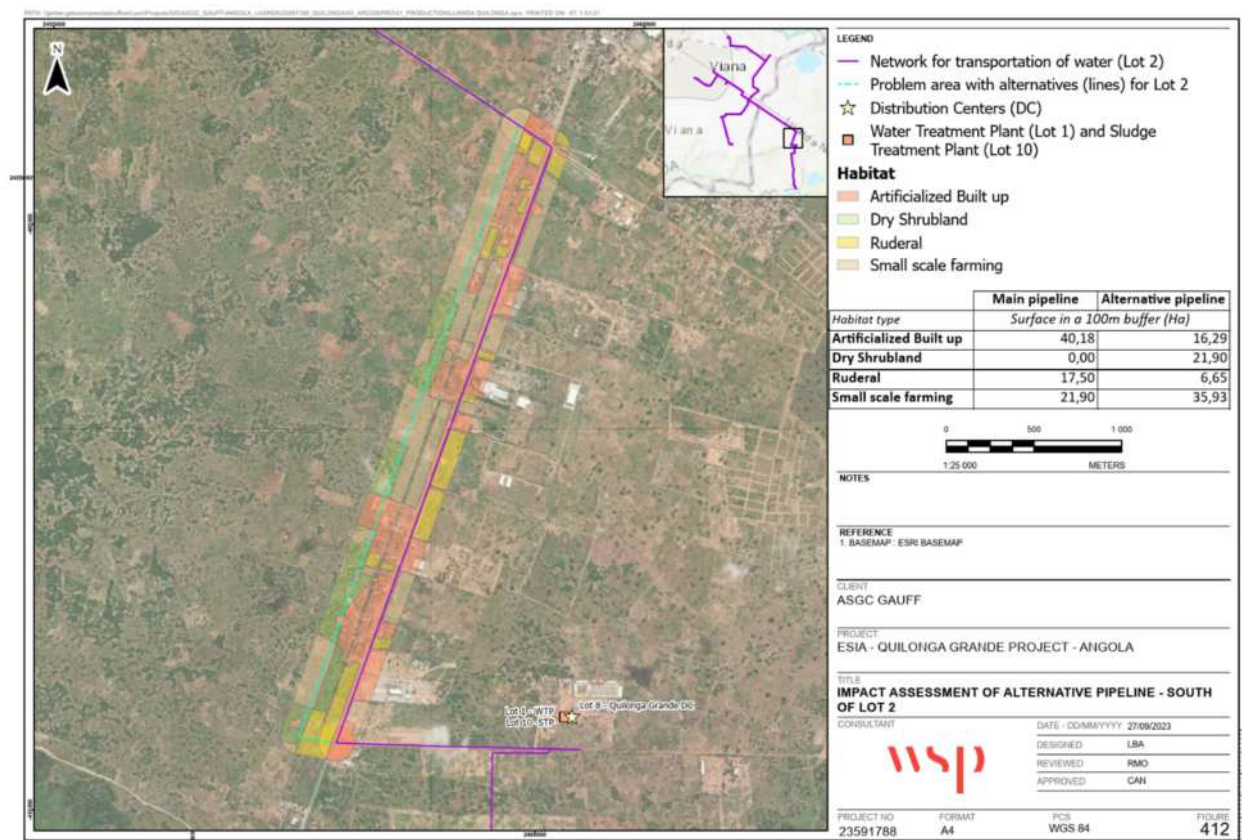 N
Viana
Viana
Lot 1 - WTP
Lot 10 - STP
Lot 8 - Quilonga Grande DC
LEGEND
Network for transportation of water (Lot 2)
Problem area with alternatives (lines) for Lot 2
Distribution Centers (DC)
Water Treatment Plant (Lot 1) and Sludge
Treatment Plant (Lot 10)
Habitat
Artificialized Built up
Dry Shrubland
Ruderal
Small scale farming
Main pipeline Alternative pipeline
Habitat type Surface in a 100m buffer (Ha)
Artificialized Built up 40,18 16,29
Dry Shrubland 0,00 21,90
Ruderal 17,50 6,65
Small scale farming 21,90 35,93
0 500 1 000
1:25 000 METERS
NOTES
REFERENCE
1. BASEMAP : ESRI BASEMAP
CLIENT
ASGC GAUFF
PROJECT
ESIA - QUILONGA GRANDE PROJECT - ANGOLA
TITLE
IMPACT ASSESSMENT OF ALTERNATIVE PIPELINE - SOUTH
OF LOT 2
CONSULTANT
wsp
DATE - DD/MM/YYYY 27/09/2023
DESIGNED LBA
REVIEWED RMO
APPROVED CAN
PROJECT NO FORMAT PCS FIGURE
23591788 A4 WGS 84 412